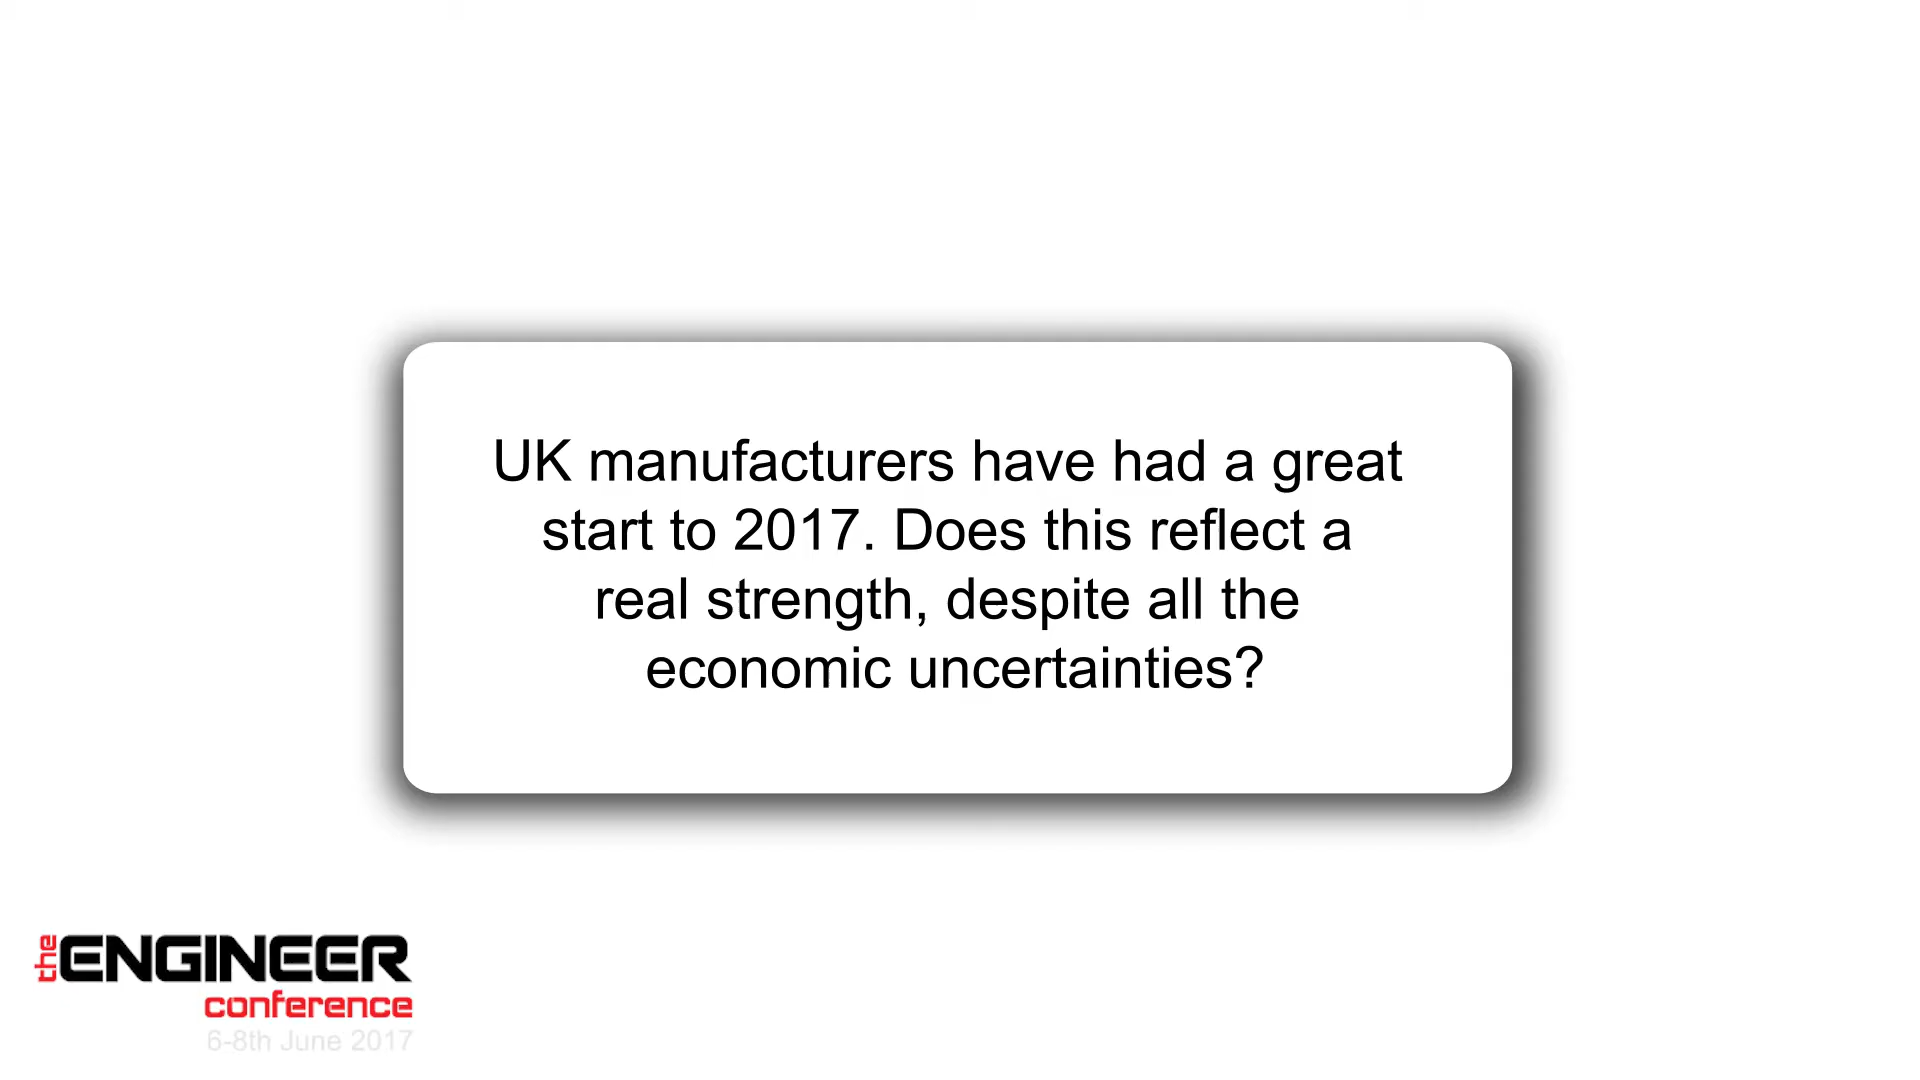 UK manufacturers have had a great
start to 2017. Does this reflect a
real strength, despite all the
economic uncertainties?
the ENGINEER
conference
6-8th June 2017